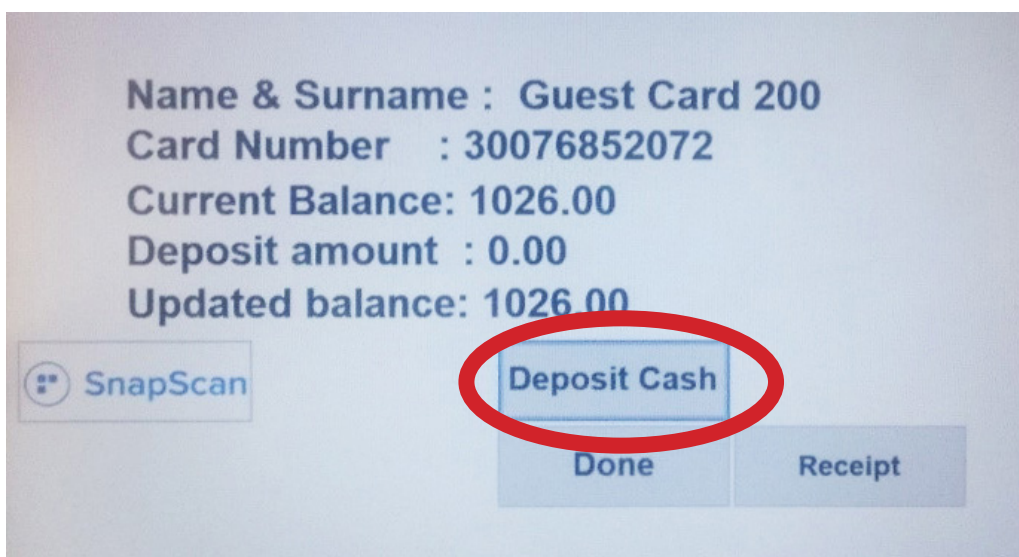 Name & Surname : Guest Card 200
Card Number : 30076852072
Current Balance: 1026.00
Deposit amount : 0.00
Updated balance: 1026.00
SnapScan
Deposit Cash
Done
Receipt